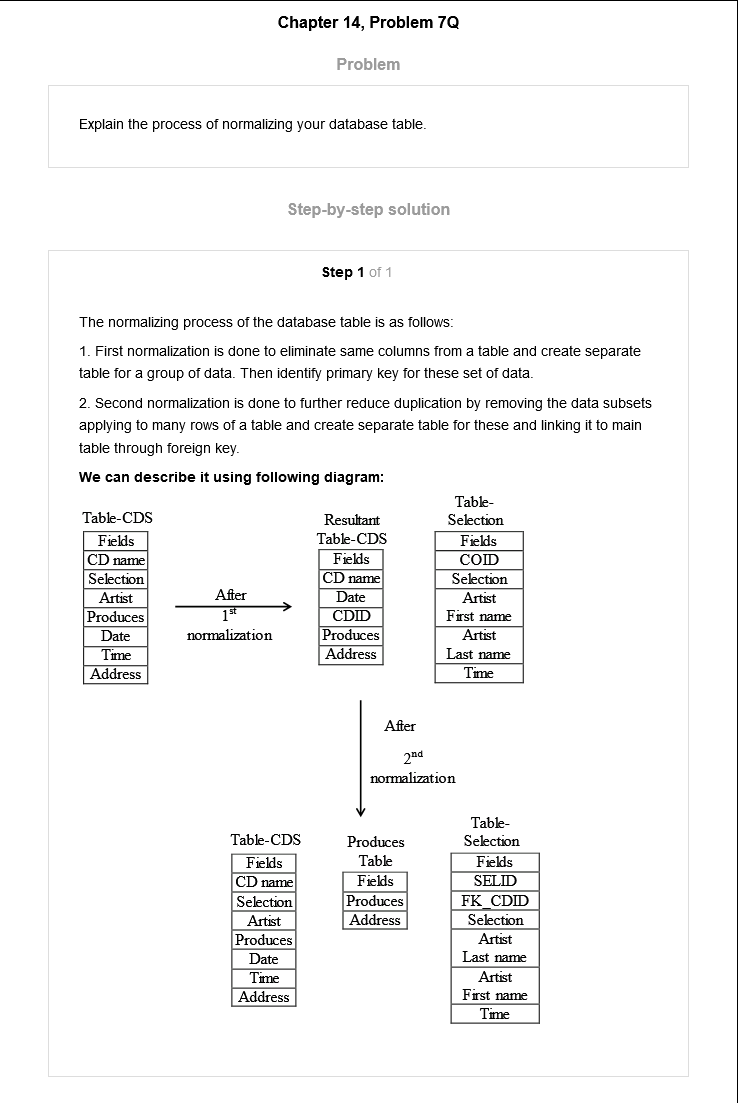 Chapter 14, Problem 7Q
Problem
Explain the process of normalizing your database table.
Step-by-step solution
Step 1 of 1
The normalizing process of the database table is as follows:
1. First normalization is done to eliminate same columns from a table and create separate
table for a group of data. Then identify primary key for these set of data.
2. Second normalization is done to further reduce duplication by removing the data subsets
applying to many rows of a table and create separate table for these and linking it to main
table through foreign key.
We can describe it using following diagram:
Table-CDS
Fields
CD name
Selection
Artist
Produces
Date
Time
Address
After
1st
normalization
Resultant
Table-CDS
Fields
CD name
Date
CDID
Produces
Address
Table-
Selection
Fields
COID
Selection
Artist
First name
Artist
Last name
Time
After
2nd
normalization
Table-CDS
Fields
CD name
Selection
Artist
Produces
Date
Time
Address
Produces
Table
Fields
Produces
Address
Table-
Selection
Fields
SELID
FK_CDID
Selection
Artist
Last name
Artist
First name
Time